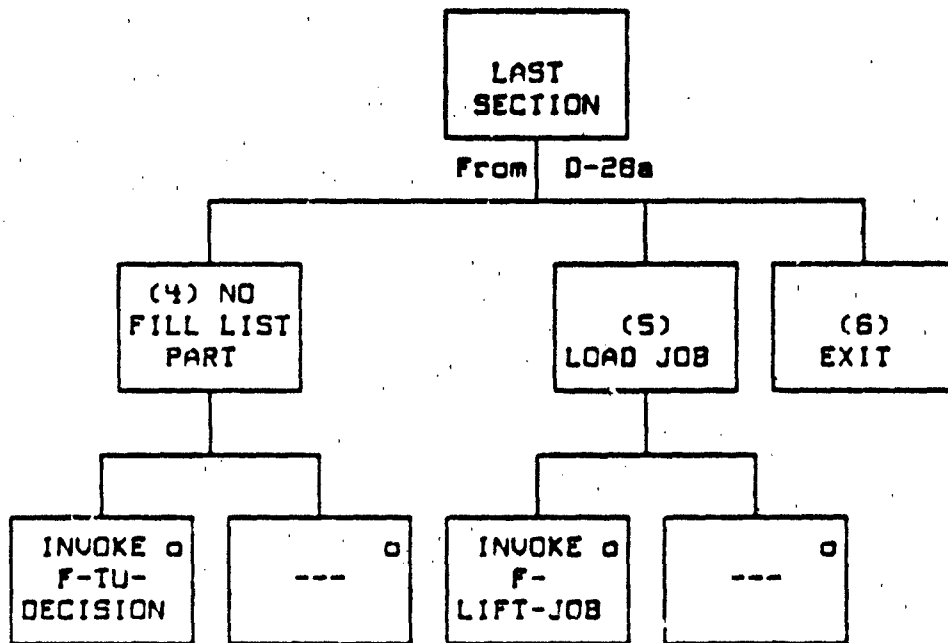 LAST
SECTION
From D-28a
(4) NO
FILL LIST
PART
(5)
LOAD JOB
(6)
EXIT
INVOKE o
F-TU-
DECISION
o
---
INVOKE o
F-
LIFT-JOB
o
---